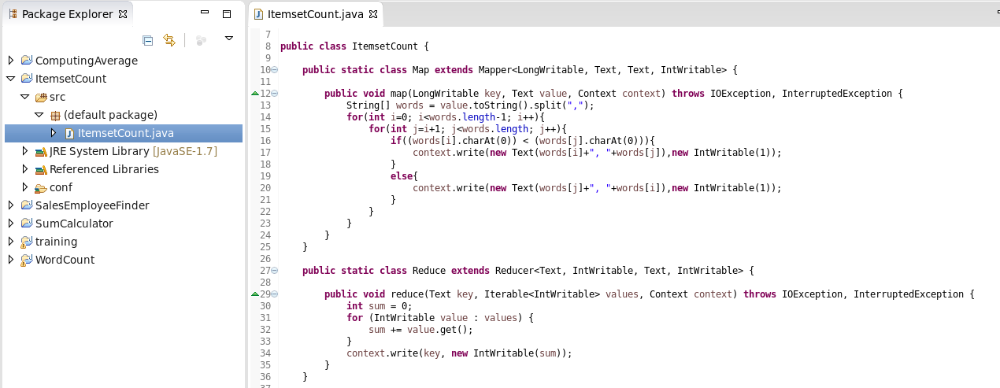 Package Explorer
ComputingAverage
ItemsetCount
src
(default package)
ItemsetCount.java
JRE System Library [JavaSE-1.7]
Referenced Libraries
conf
SalesEmployeeFinder
SumCalculator
training
WordCount
ItemsetCount.java
7
8 public class ItemsetCount {
9
10 public static class Map extends Mapper<LongWritable, Text, Text, IntWritable> {
11
12 public void map(LongWritable key, Text value, Context context) throws IOException, InterruptedException {
13 String[] words = value.toString().split(",");
14 for(int i=0; i<words.length-1; i++){
15 for(int j=i+1; j<words.length; j++){
16 if((words[i].charAt(0)) < (words[j].charAt(0))){
17 context.write(new Text(words[i]+", "+words[j]),new IntWritable(1));
18 }
19 else{
20 context.write(new Text(words[j]+", "+words[i]),new IntWritable(1));
21 }
22 }
23 }
24 }
25 }
26
27 public static class Reduce extends Reducer<Text, IntWritable, Text, IntWritable> {
28
29 public void reduce(Text key, Iterable<IntWritable> values, Context context) throws IOException, InterruptedException {
30 int sum = 0;
31 for (IntWritable value : values) {
32 sum += value.get();
33 }
34 context.write(key, new IntWritable(sum));
35 }
36 }
37